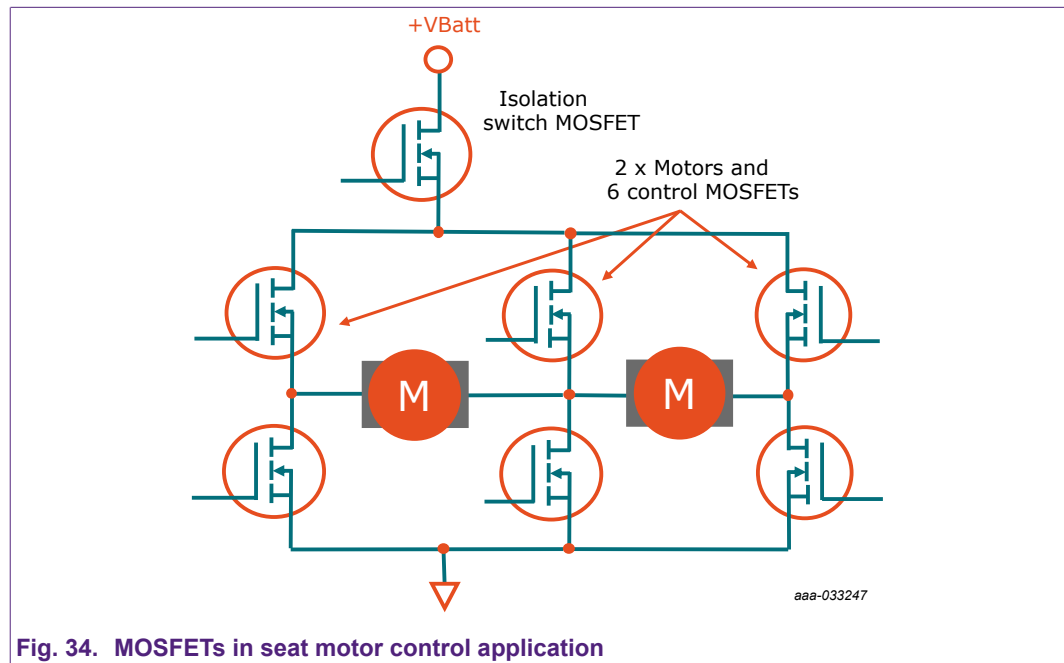 +VBatt
Isolation
switch MOSFET
2 x Motors and
6 control MOSFETs
M
M
aaa-033247
Fig. 34. MOSFETs in seat motor control application